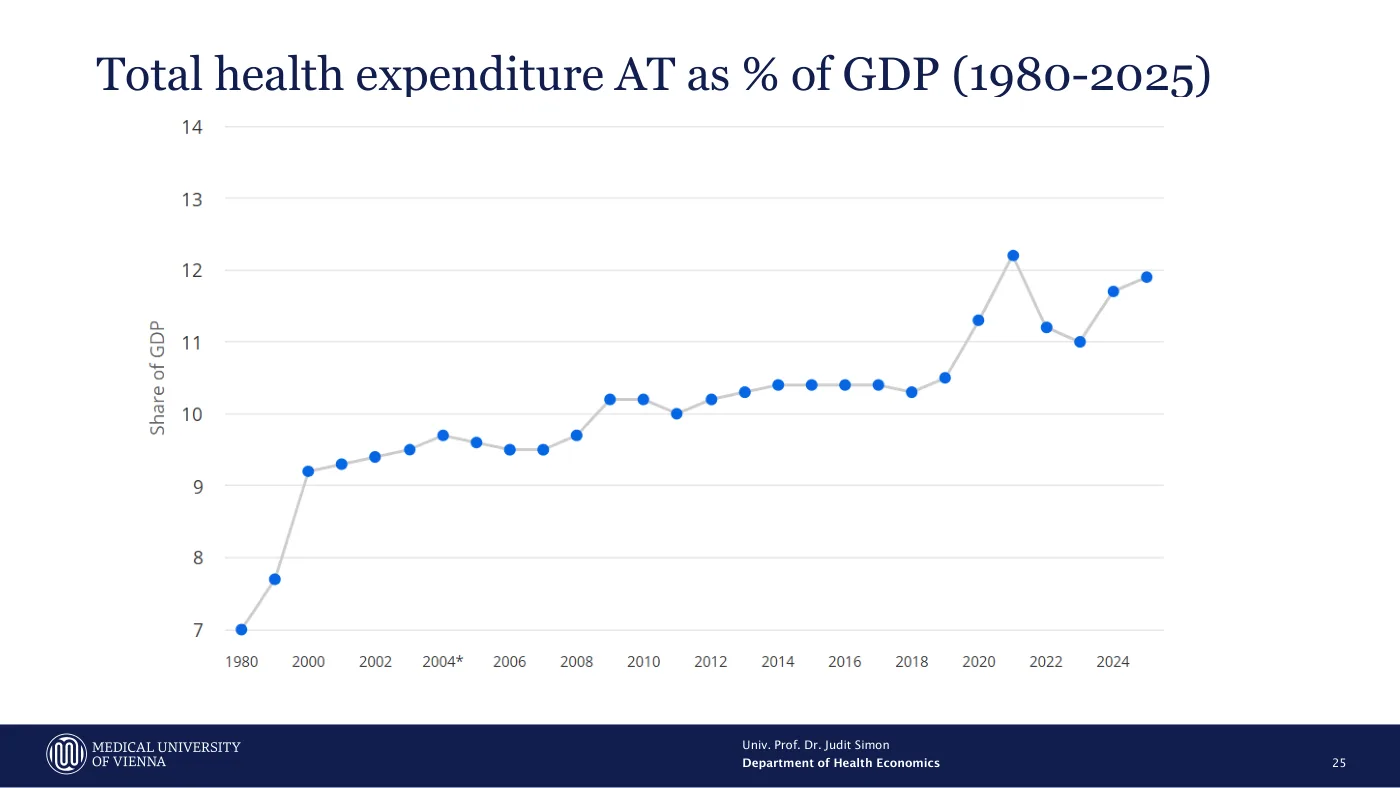 Total health expenditure AT as % of GDP (1980-2025)
14
13
12
11
10
9
8
7
Share of GDP
1980 2000 2002 2004* 2006 2008 2010 2012 2014 2016 2018 2020 2022 2024
MEDICAL UNIVERSITY
OF VIENNA
Univ. Prof. Dr. Judit Simon
Department of Health Economics
25